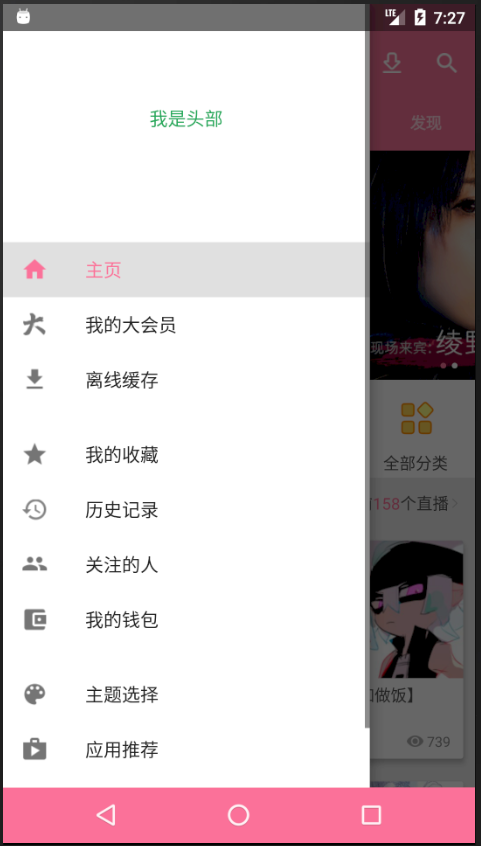 LTE 7:27
我是头部
发现
主页
我的大会员
离线缓存
现场来宾:绫野
全部分类
158个直播
我的收藏
历史记录
关注的人
我的钱包
主题选择
做饭】
应用推荐
739